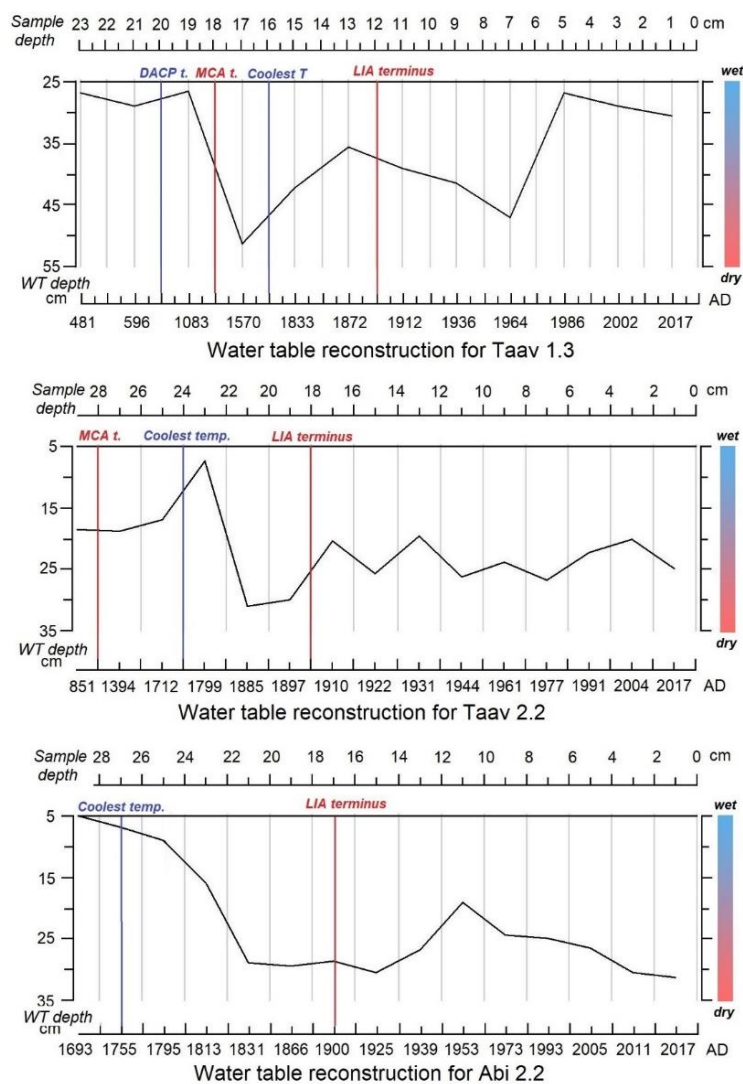 Sample depth 23 22 21 20 19 18 17 16 15 14 13 12 11 10 9 8 7 6 5 4 3 2 1 0 cm
DACP t. MCA t. Coolest T LIA terminus
wet
25
35
45
55
dry
WT depth cm
481 596 1083 1570 1833 1872 1912 1936 1964 1986 2002 2017 AD
Water table reconstruction for Taav 1.3
Sample depth 28 26 24 22 20 18 16 14 12 10 8 6 4 2 0 cm
MCA t. Coolest temp. LIA terminus
wet
5
15
25
35
dry
WT depth cm
851 1394 1712 1799 1885 1897 1910 1922 1931 1944 1961 1977 1991 2004 2017 AD
Water table reconstruction for Taav 2.2
Sample depth 28 26 24 22 20 18 16 14 12 10 8 6 4 2 0 cm
Coolest temp. LIA terminus
wet
5
15
25
35
dry
WT depth cm
1693 1755 1795 1813 1831 1866 1900 1925 1939 1953 1973 1993 2005 2011 2017 AD
Water table reconstruction for Abi 2.2